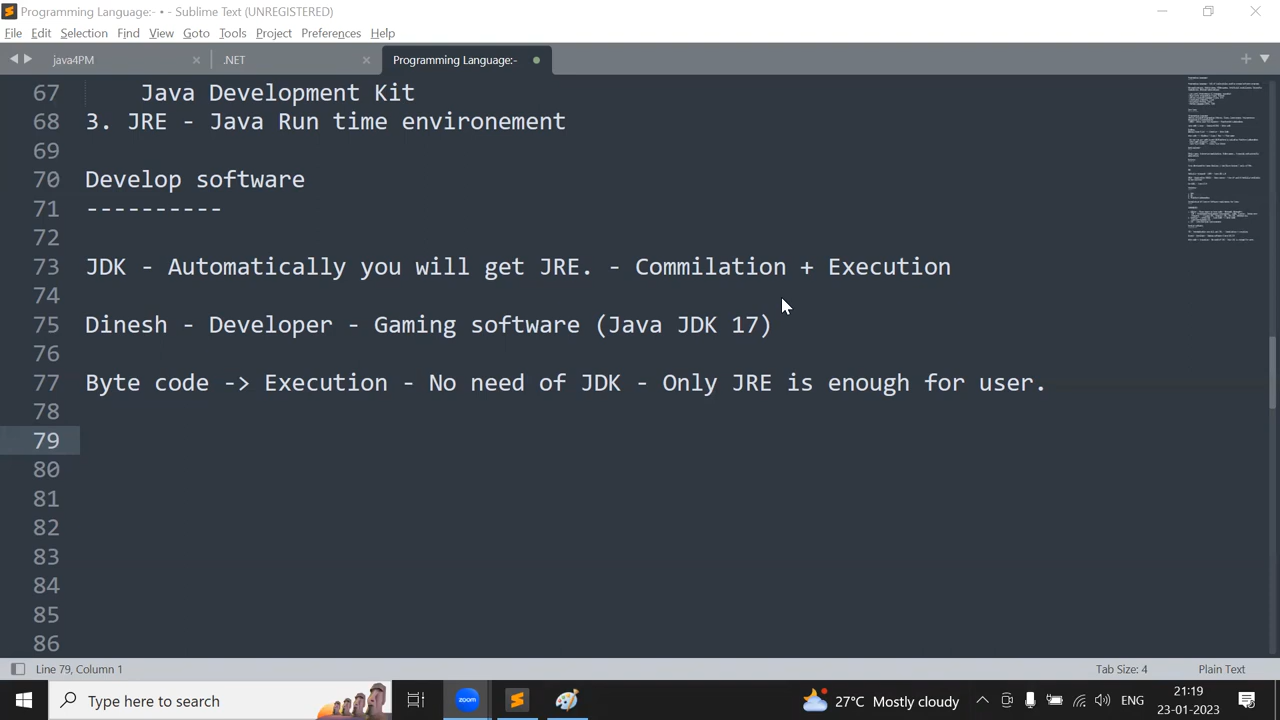 Programming Language:- • - Sublime Text (UNREGISTERED)
File Edit Selection Find View Goto Tools Project Preferences Help
java4PM .NET Programming Language:-
67 Java Development Kit
68 3. JRE - Java Run time environement
69
70 Develop software
71 ----------
72
73 JDK - Automatically you will get JRE. - Commilation + Execution
74
75 Dinesh - Developer - Gaming software (Java JDK 17)
76
77 Byte code -> Execution - No need of JDK - Only JRE is enough for user.
78
79
80
81
82
83
84
85
86
Line 79, Column 1 Tab Size: 4 Plain Text
Type here to search zoom 27°C Mostly cloudy ENG 21:19
23-01-2023